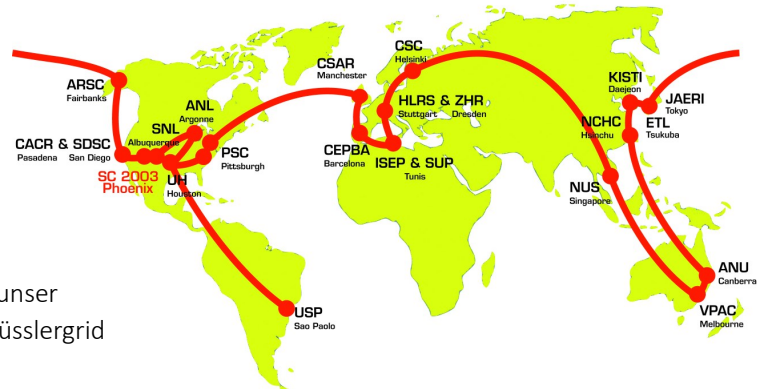 ARSC
Fairbanks
CACR & SDSC
Pasadena San Diego
SC 2003
Phoenix
ANL
Argonne
SNL
Albuquerque
UH
Houston
PSC
Pittsburgh
USP
Sao Paolo
CSAR
Manchester
CSC
Helsinki
HLRS & ZHR
Stuttgart Dresden
CEPBA
Barcelona
ISEP & SUP
Tunis
KISTI
Daejeon
JAERI
Tokyo
NCHC
Hsinchu
ETL
Tsukuba
NUS
Singapore
ANU
Canberra
VPAC
Melbourne
unser
üsslergrid